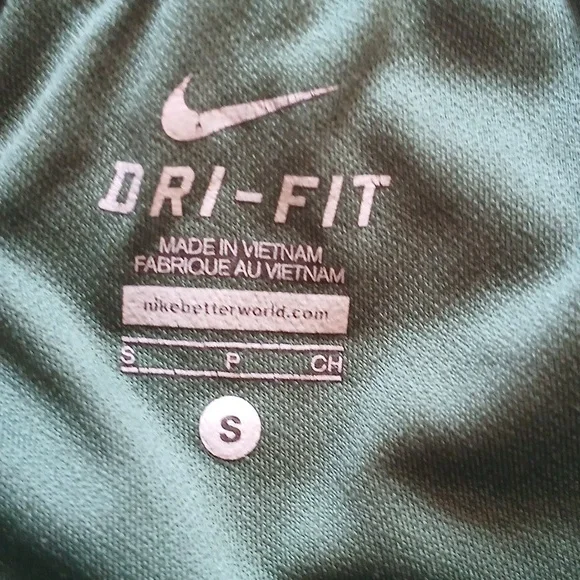 DRI-FIT
MADE IN VIETNAM
FABRIQUE AU VIETNAM
nikebetterworld.com
S P CH
S